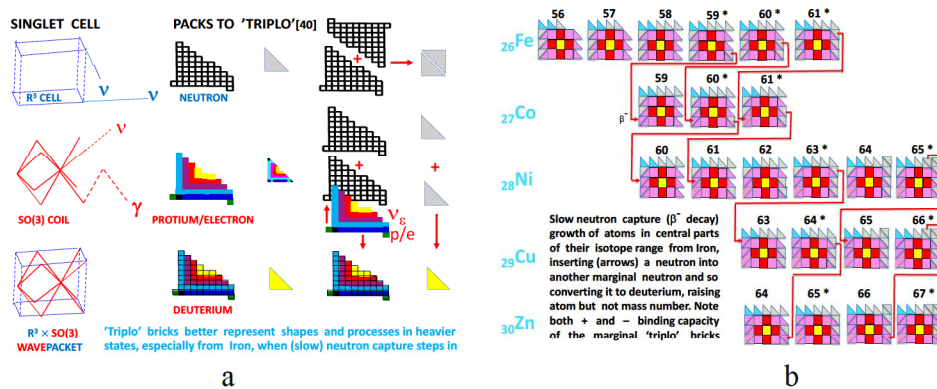 SINGLET CELL
PACKS TO 'TRIPLO'[40]
R³ CELL
ν
ν
NEUTRON
+
SO(3) COIL
ν
γ
PROTIUM/ELECTRON
+
+
ν ε
p/e
DEUTERIUM
R³ × SO(3)
WAVEPACKET
'Triplo' bricks better represent shapes and processes in heavier
states, especially from Iron, when (slow) neutron capture steps in
a
56 57 58 59 * 60 * 61 *
₂₆Fe
59 60 * 61 *
₂₇Co
β⁻
60 61 62 63 * 64 65 *
₂₈Ni
63 64 * 65 66 *
₂₉Cu
64 65 * 66 67 *
₃₀Zn
Slow neutron capture (β⁻ decay)
growth of atoms in central parts
of their isotope range from Iron,
inserting (arrows) a neutron into
another marginal neutron and so
converting it to deuterium, raising
atom but not mass number. Note
both + and − binding capacity
of the marginal 'triplo' bricks
b